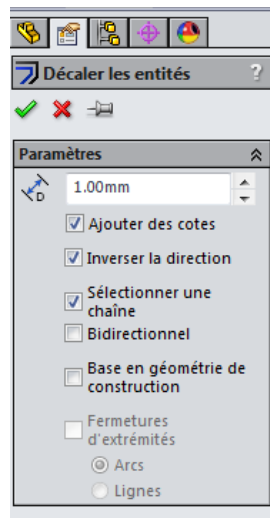 Décaler les entités
?
Paramètres
D
1.00mm
Ajouter des cotes
Inverser la direction
Sélectionner une
chaîne
Bidirectionnel
Base en géométrie de
construction
Fermetures
d'extrémités
Arcs
Lignes